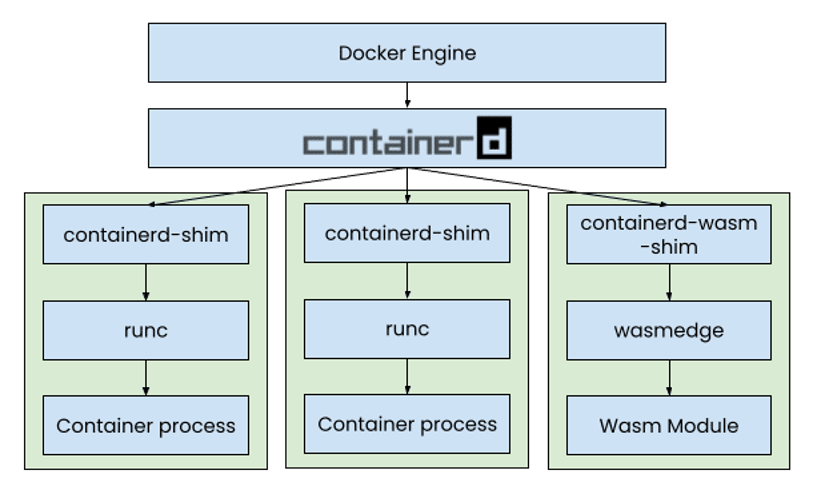 Docker Engine
containerd
containerd-shim
containerd-shim
containerd-wasm
-shim
runc
runc
wasmedge
Container process
Container process
Wasm Module